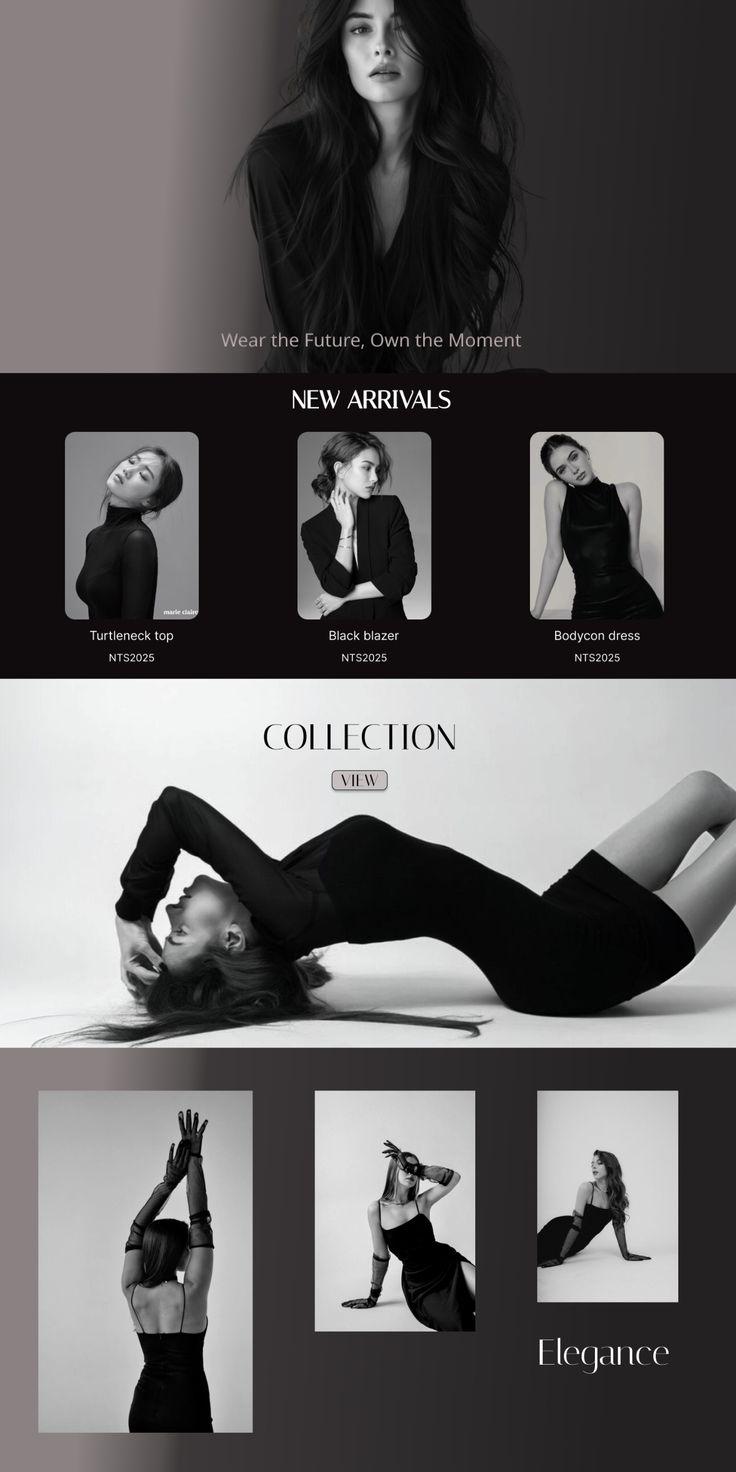 Wear the Future, Own the Moment
NEW ARRIVALS
marie claire
Turtleneck top
NTS2025
Black blazer
NTS2025
Bodycon dress
NTS2025
COLLECTION
VIEW
Elegance